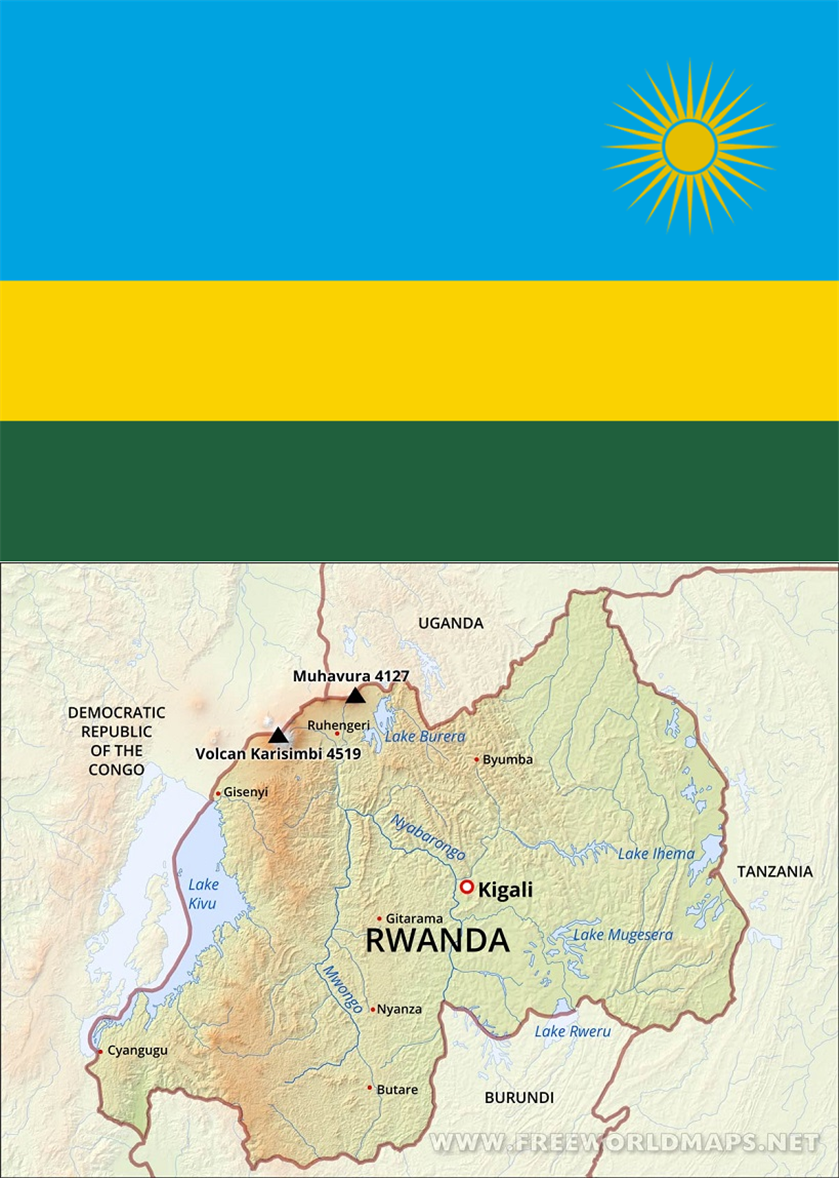 UGANDA
Muhavura 4127
DEMOCRATIC
REPUBLIC
OF THE
CONGO
Ruhengeri
Lake Burera
Volcan Karisimbi 4519
Byumba
Gisenyi
Nyabarongo
Lake Ihema
TANZANIA
Lake
Kivu
Kigali
Gitarama
RWANDA
Lake Mugesera
Mwongo
Nyanza
Lake Rweru
Cyangugu
Butare
BURUNDI
WWW.FREEWORLDMAPS.NET